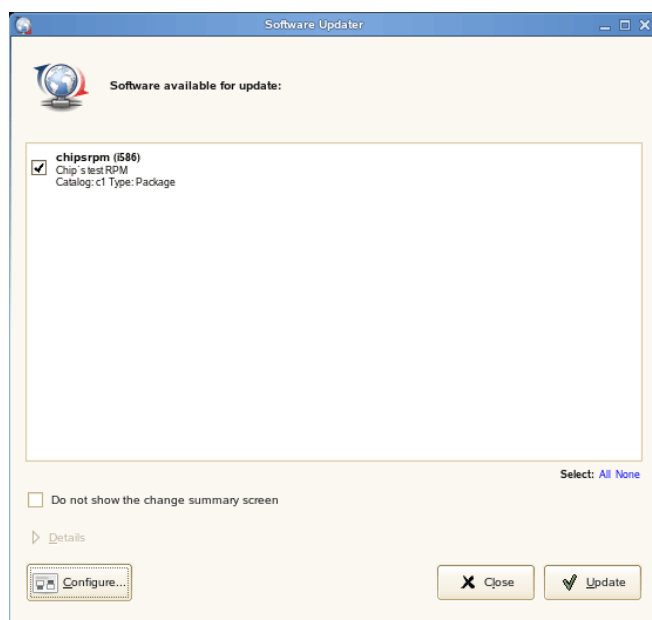 Software Updater
Software available for update:
chipsrpm (i586)
Chip`s test RPM
Catalog: c1 Type: Package
Select: All None
Do not show the change summary screen
Details
Configure...
Close
Update